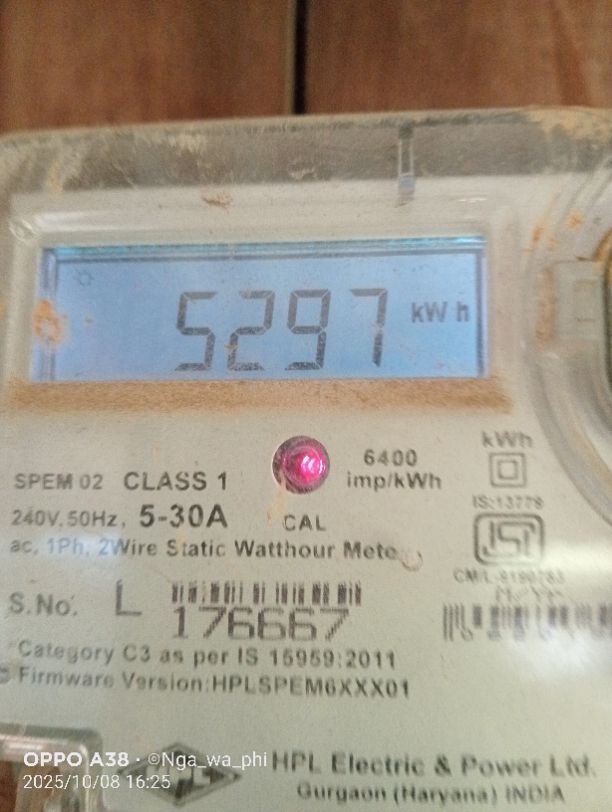 5297 kWh
kWh
6400
imp/kWh
SPEM 02 CLASS 1
240V, 50Hz, 5-30A
CAL
IS:13779
ac, 1Ph, 2Wire Static Watthour Meter
S.No. L 176667
Category C3 as per IS 15959:2011
Firmware Version:HPLSPEM6XXX01
HPL Electric & Power Ltd.
Gurgaon (Haryana) INDIA
OPPO A38 · ©Nga_wa_phi
2025/10/08 16:25